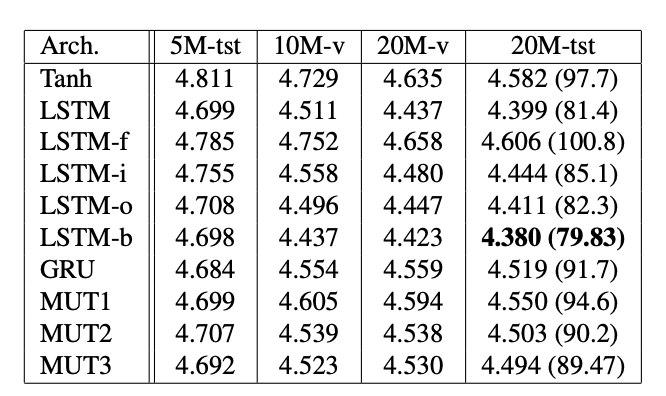 Arch. 5M-tst 10M-v 20M-v 20M-tst
Tanh 4.811 4.729 4.635 4.582 (97.7)
LSTM 4.699 4.511 4.437 4.399 (81.4)
LSTM-f 4.785 4.752 4.658 4.606 (100.8)
LSTM-i 4.755 4.558 4.480 4.444 (85.1)
LSTM-o 4.708 4.496 4.447 4.411 (82.3)
LSTM-b 4.698 4.437 4.423 4.380 (79.83)
GRU 4.684 4.554 4.559 4.519 (91.7)
MUT1 4.699 4.605 4.594 4.550 (94.6)
MUT2 4.707 4.539 4.538 4.503 (90.2)
MUT3 4.692 4.523 4.530 4.494 (89.47)